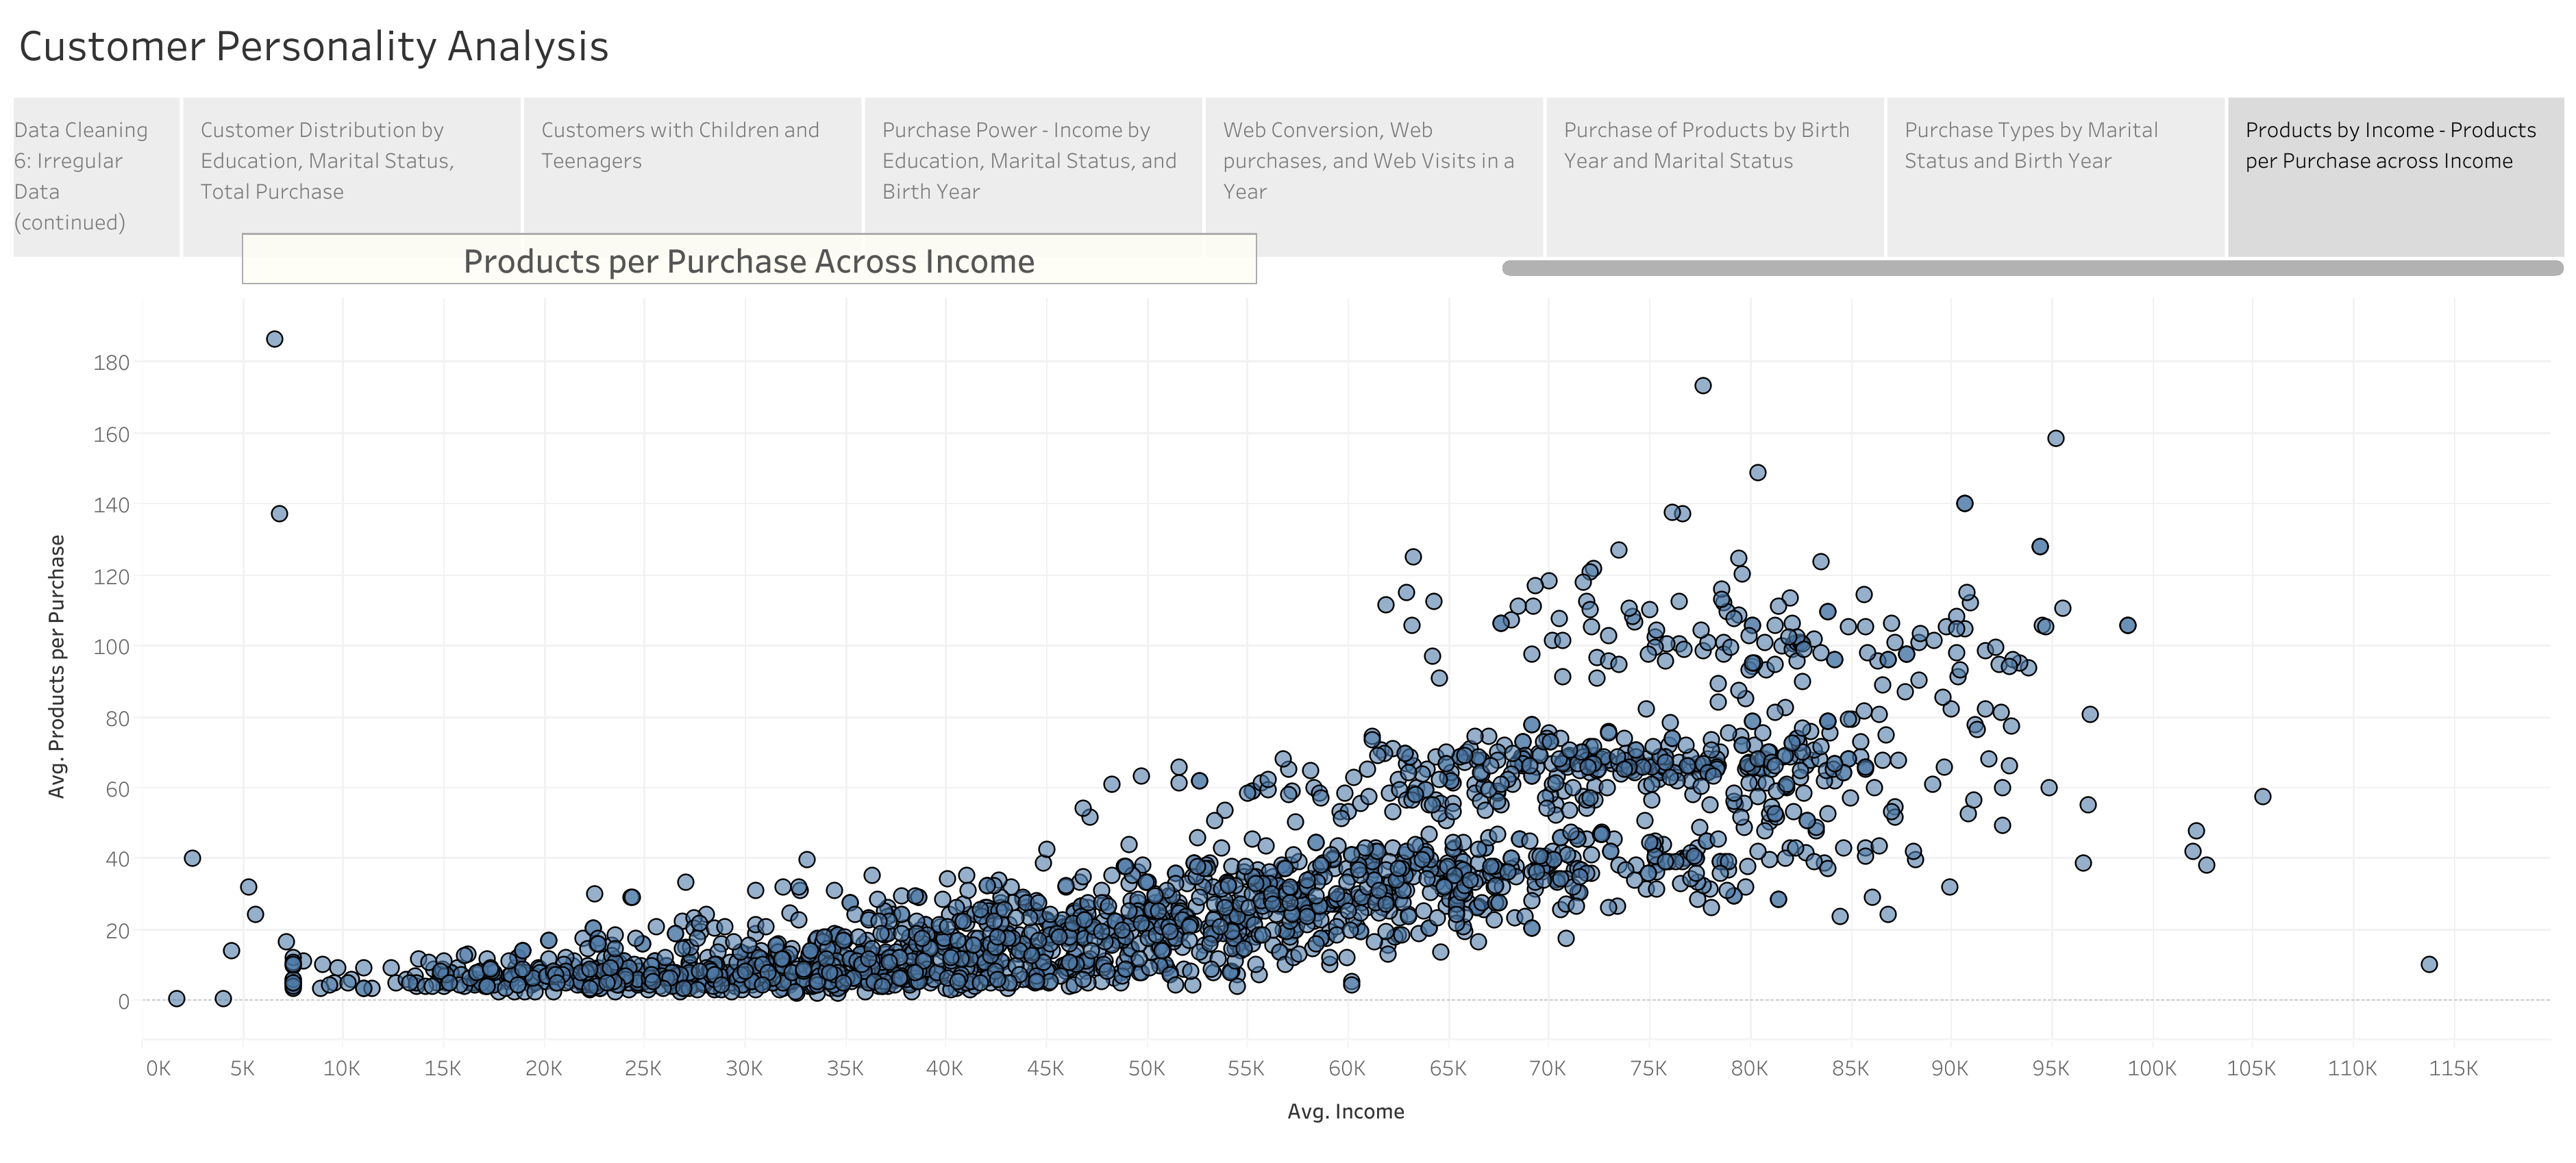 Customer Personality Analysis
Data Cleaning
6: Irregular
Data
(continued)
Customer Distribution by
Education, Marital Status,
Total Purchase
Customers with Children and
Teenagers
Purchase Power - Income by
Education, Marital Status, and
Birth Year
Web Conversion, Web
purchases, and Web Visits in a
Year
Purchase of Products by Birth
Year and Marital Status
Purchase Types by Marital
Status and Birth Year
Products by Income - Products
per Purchase across Income
Products per Purchase Across Income
Avg. Products per Purchase
180
160
140
120
100
80
60
40
20
0
0K 5K 10K 15K 20K 25K 30K 35K 40K 45K 50K 55K 60K 65K 70K 75K 80K 85K 90K 95K 100K 105K 110K 115K
Avg. Income